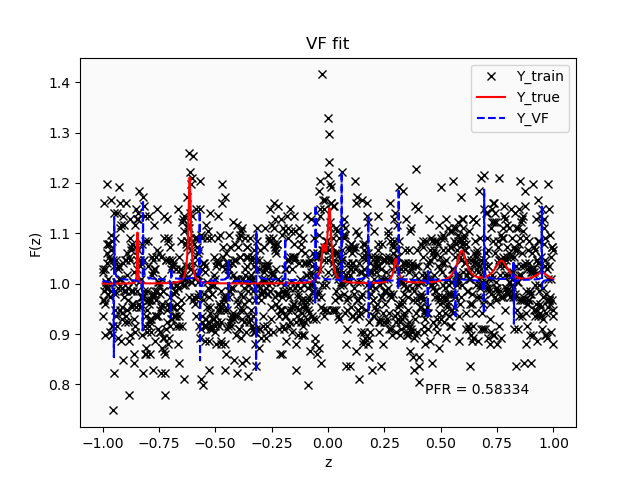 VF fit
F(z)
1.4
1.3
1.2
1.1
1.0
0.9
0.8
Y_train
Y_true
Y_VF
PFR = 0.58334
−1.00 −0.75 −0.50 −0.25 0.00 0.25 0.50 0.75 1.00
z